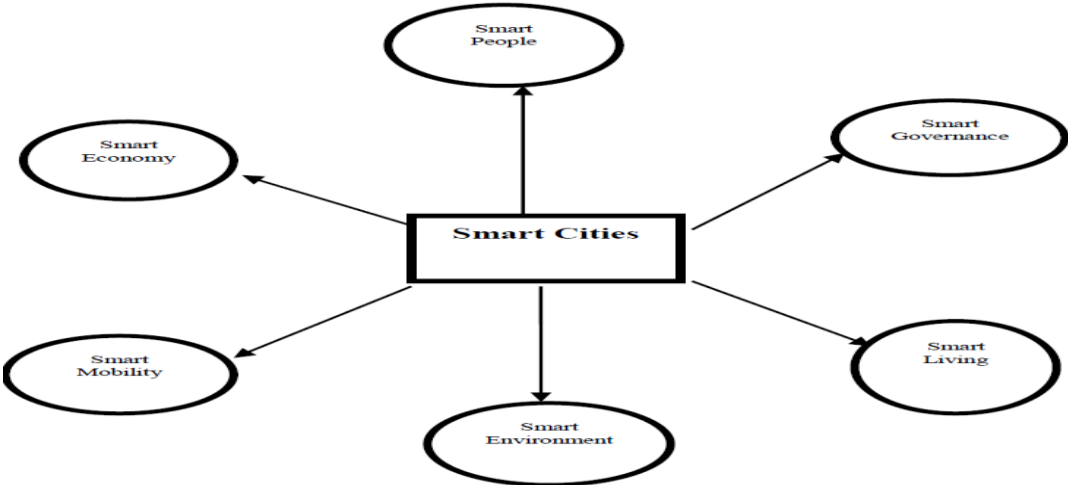 Smart
People
Smart
Governance
Smart
Economy
Smart Cities
Smart
Mobility
Smart
Living
Smart
Environment